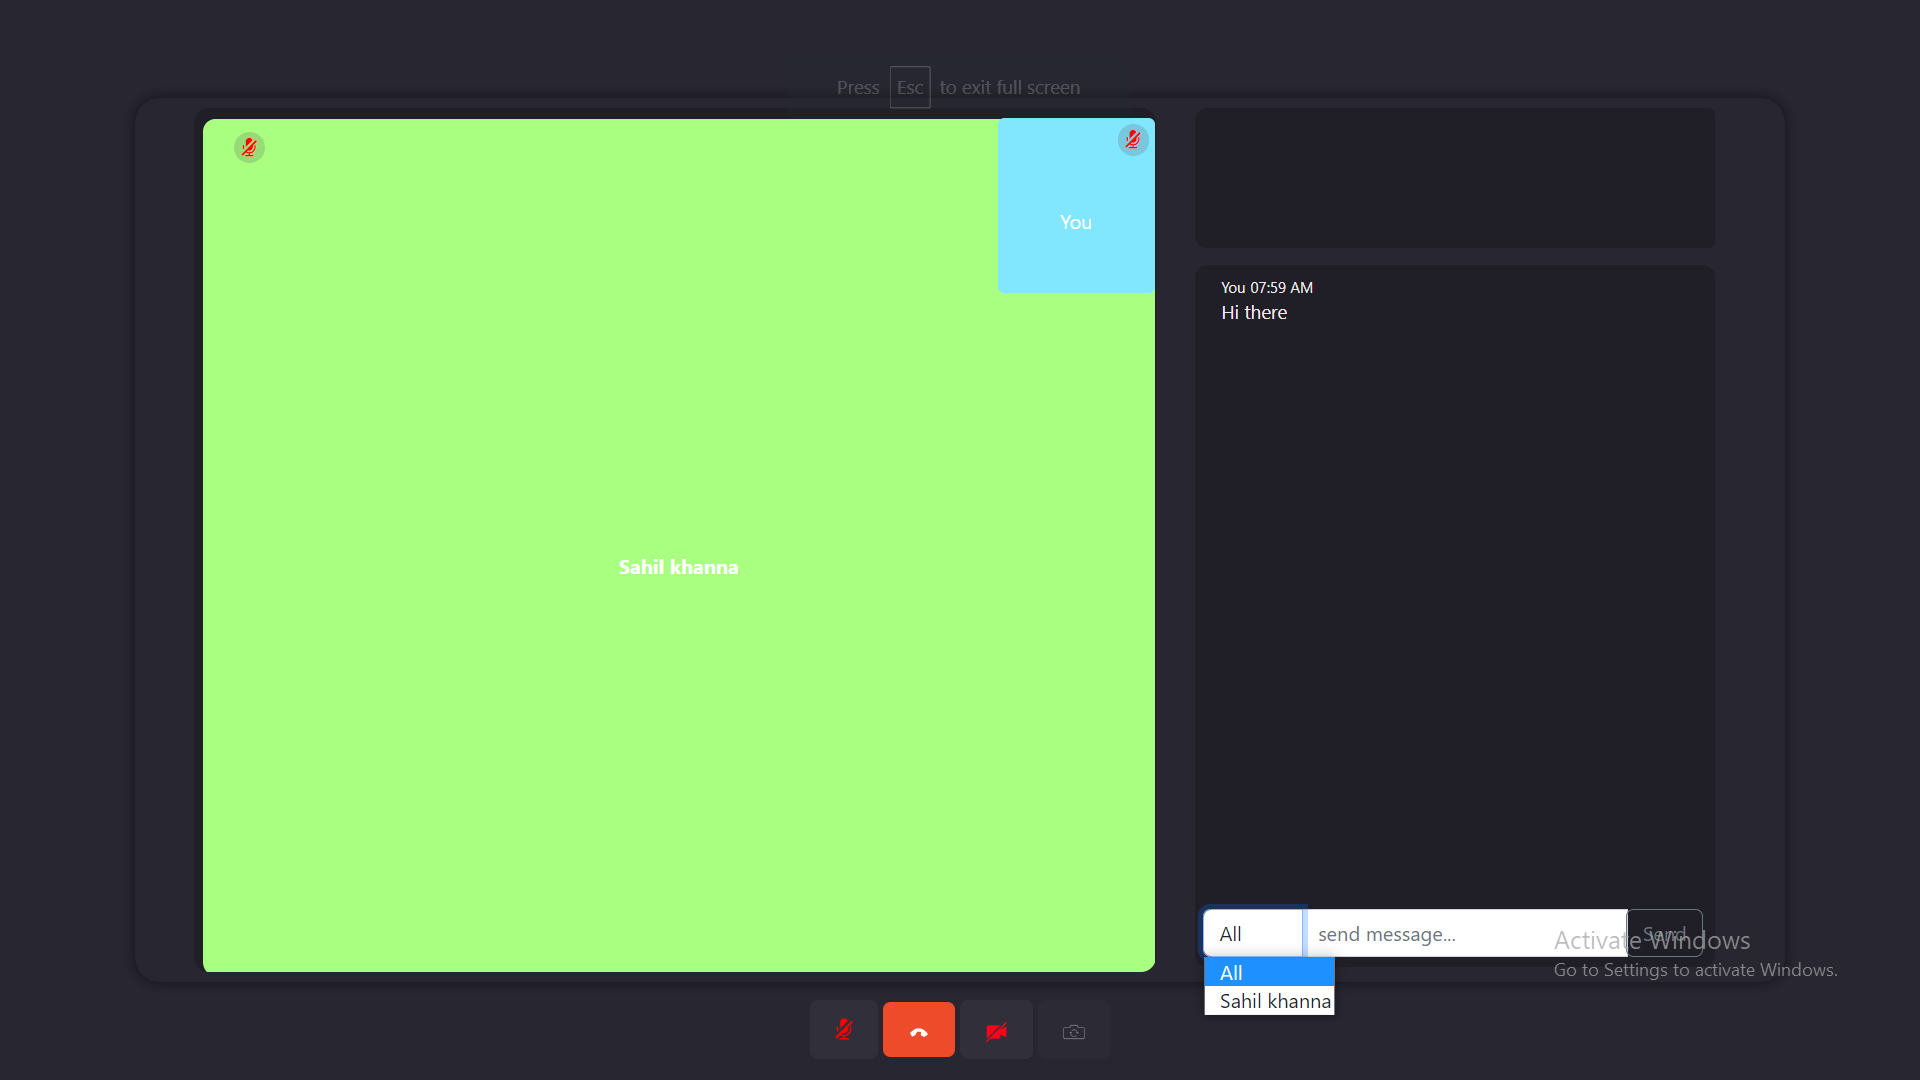 Press Esc to exit full screen
You
Sahil khanna
You 07:59 AM
Hi there
All
send message...
Send
All
Sahil khanna
Activate Windows
Go to Settings to activate Windows.